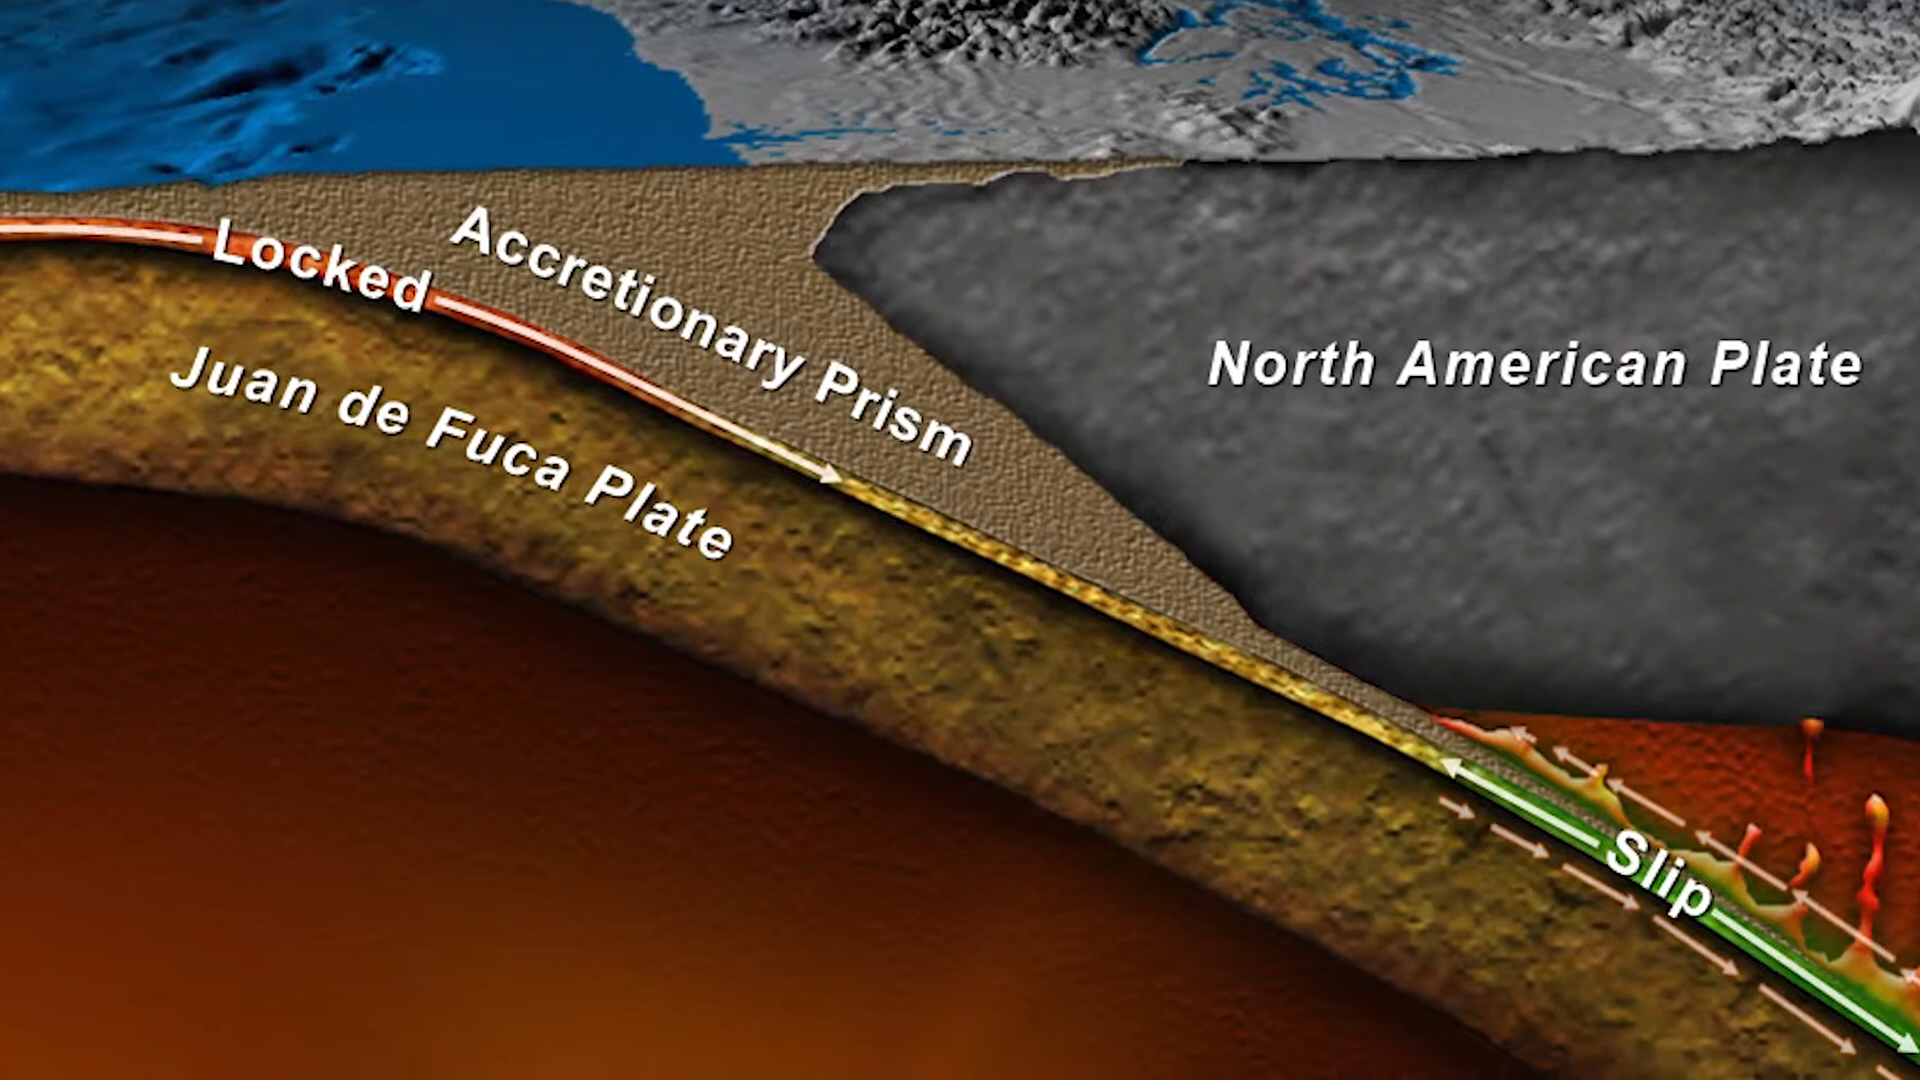 Locked
Accretionary Prism
Juan de Fuca Plate
North American Plate
Slip